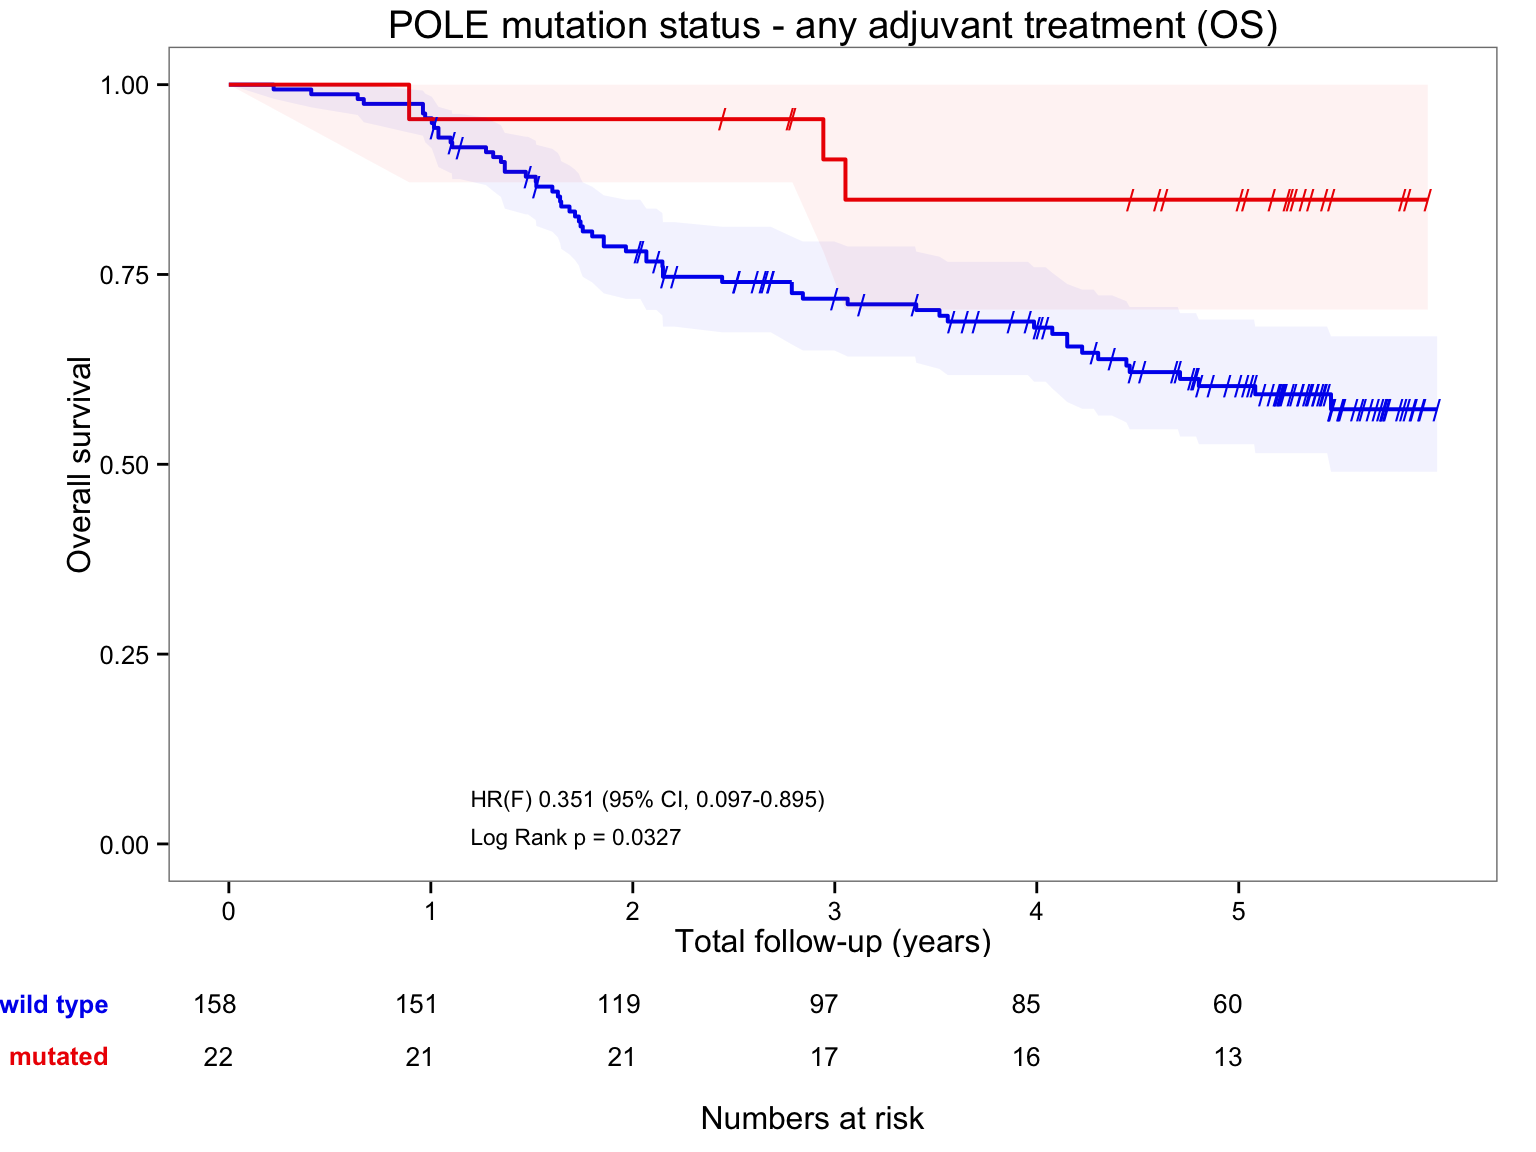 POLE mutation status - any adjuvant treatment (OS)
1.00
0.75
0.50
0.25
0.00
Overall survival
HR(F) 0.351 (95% CI, 0.097-0.895)
Log Rank p = 0.0327
0 1 2 3 4 5
Total follow-up (years)
wild type 158 151 119 97 85 60
mutated 22 21 21 17 16 13
Numbers at risk